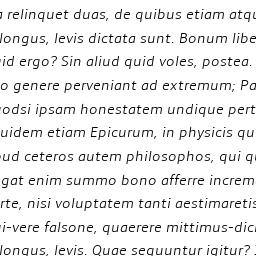 a relinquet duas, de quibus etiam atqu
longus, levis dictata sunt. Bonum libe
id ergo? Sin aliud quid voles, postea.
o genere perveniant ad extremum; Pa
odsi ipsam honestatem undique pert
uidem etiam Epicurum, in physicis qu
ud ceteros autem philosophos, qui qu
gat enim summo bono afferre increm
rte, nisi voluptatem tanti aestimaretis
i-vere falsone, quaerere mittimus-dici
longus, levis. Quae sequuntur igitur?